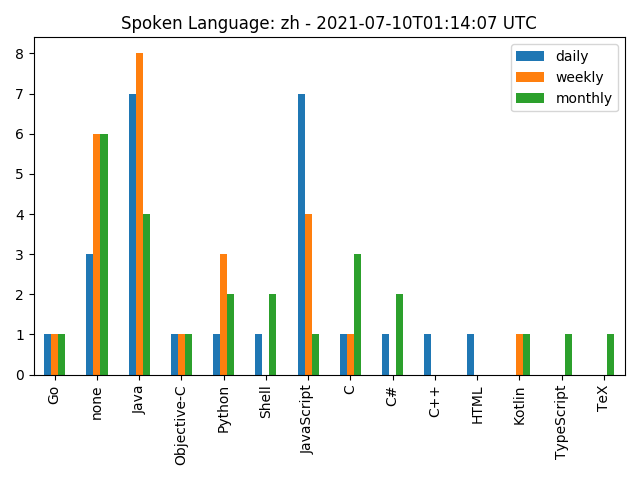 Spoken Language: zh - 2021-07-10T01:14:07 UTC
daily
weekly
monthly
8
7
6
5
4
3
2
1
0
Go
none
Java
Objective-C
Python
Shell
JavaScript
C
C#
C++
HTML
Kotlin
TypeScript
TeX